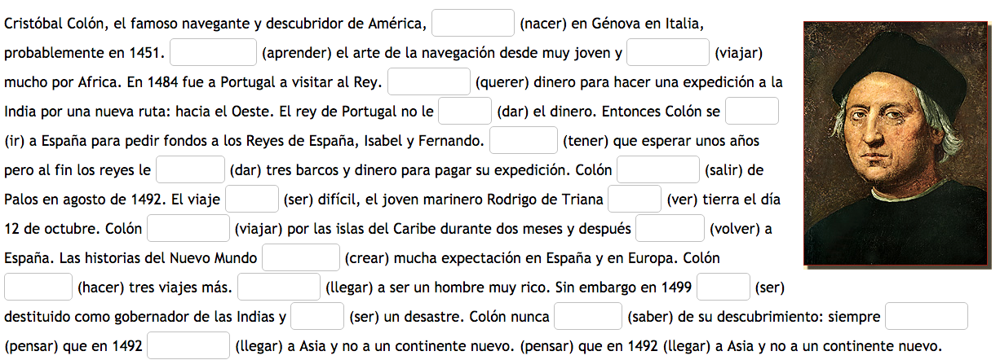 Cristóbal Colón, el famoso navegante y descubridor de América, (nacer) en Génova en Italia,
probablemente en 1451. (aprender) el arte de la navegación desde muy joven y (viajar)
mucho por Africa. En 1484 fue a Portugal a visitar al Rey. (querer) dinero para hacer una expedición a la
India por una nueva ruta: hacia el Oeste. El rey de Portugal no le (dar) el dinero. Entonces Colón se
(ir) a España para pedir fondos a los Reyes de España, Isabel y Fernando. (tener) que esperar unos años
pero al fin los reyes le (dar) tres barcos y dinero para pagar su expedición. Colón (salir) de
Palos en agosto de 1492. El viaje (ser) difícil, el joven marinero Rodrigo de Triana (ver) tierra el día
12 de octubre. Colón (viajar) por las islas del Caribe durante dos meses y después (volver) a
España. Las historias del Nuevo Mundo (crear) mucha expectación en España y en Europa. Colón
(hacer) tres viajes más. (llegar) a ser un hombre muy rico. Sin embargo en 1499 (ser)
destituido como gobernador de las Indias y (ser) un desastre. Colón nunca (saber) de su descubrimiento: siempre
(pensar) que en 1492 (llegar) a Asia y no a un continente nuevo. (pensar) que en 1492 (llegar) a Asia y no a un continente nuevo.